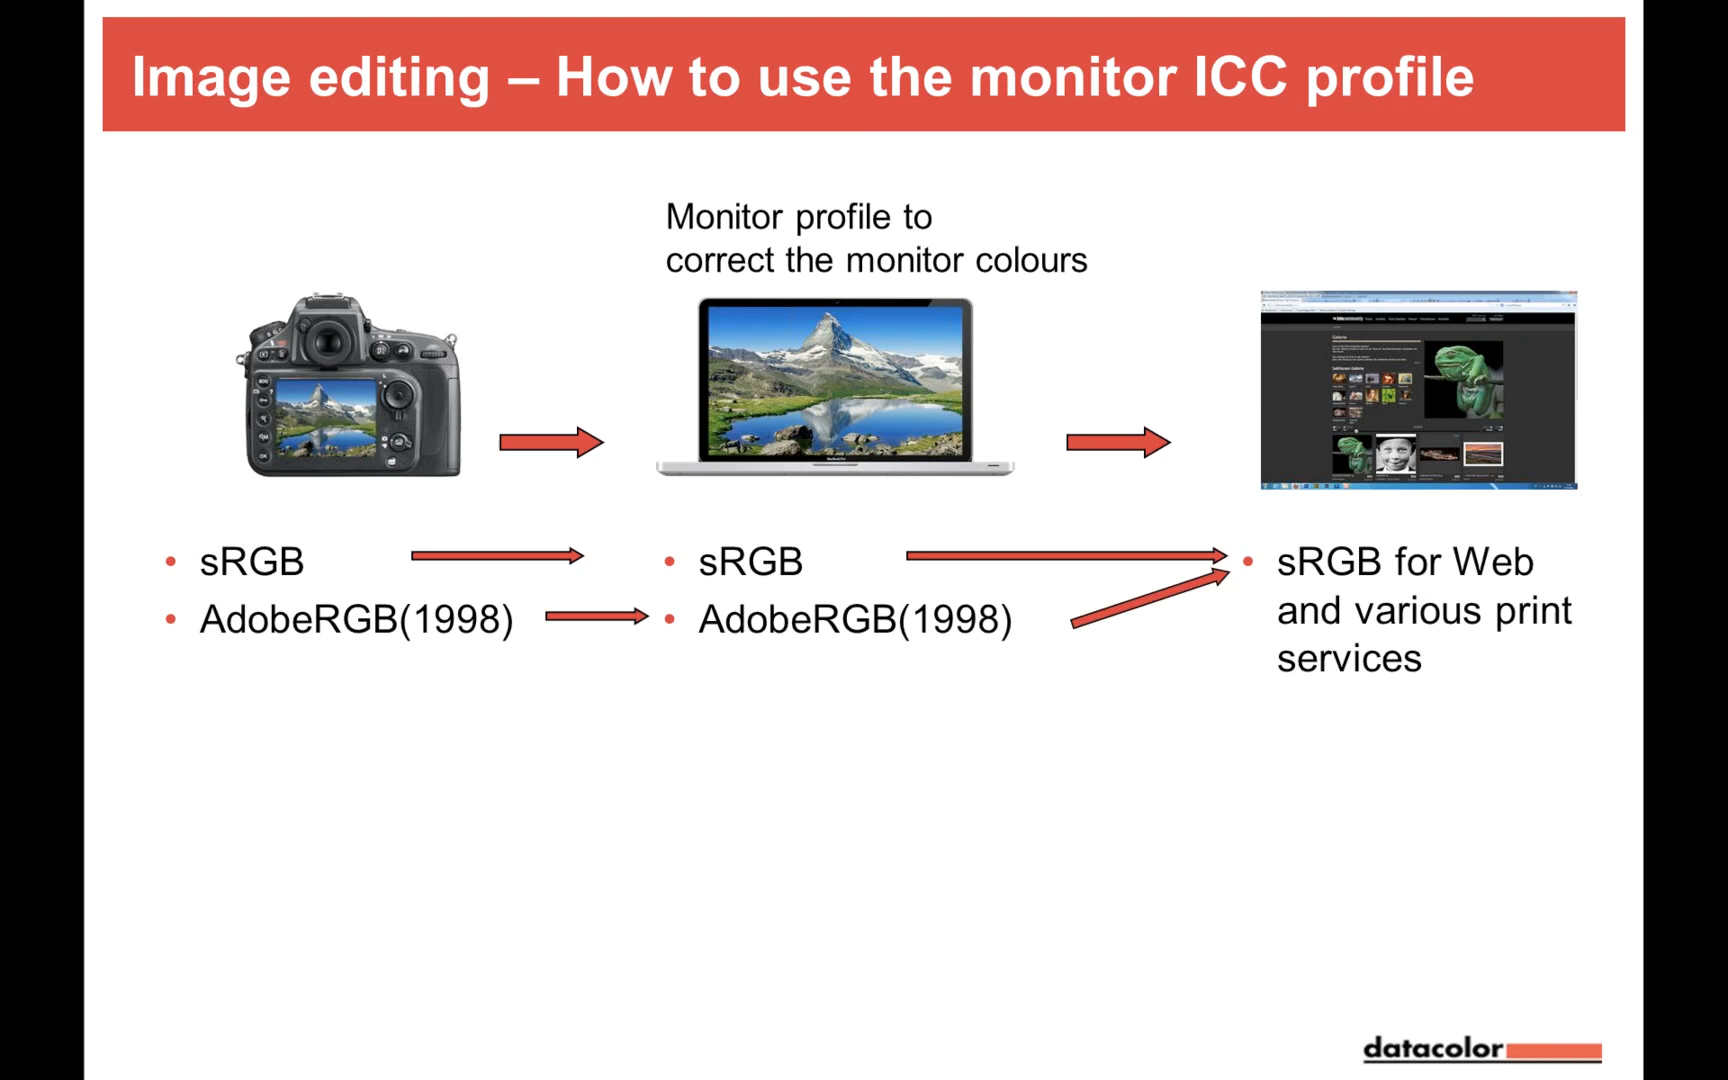 Image editing – How to use the monitor ICC profile
Monitor profile to
correct the monitor colours
• sRGB
• AdobeRGB(1998)
• sRGB
• AdobeRGB(1998)
• sRGB for Web
and various print
services
datacolor